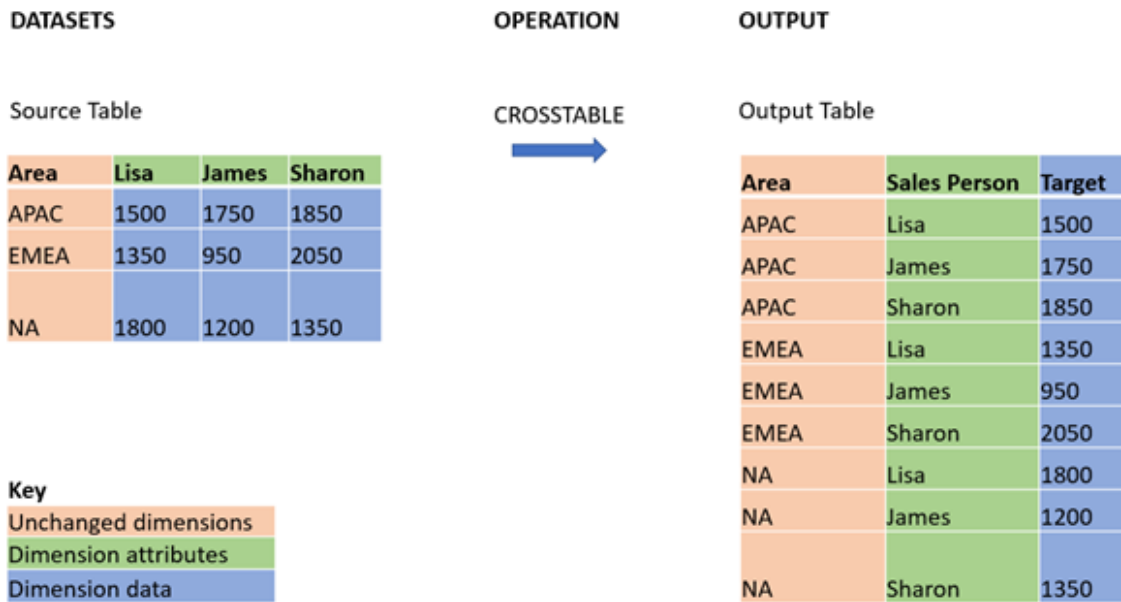 DATASETS OPERATION OUTPUT
Source Table CROSSTABLE Output Table
Area Lisa James Sharon
APAC 1500 1750 1850
EMEA 1350 950 2050
NA 1800 1200 1350
Key
Unchanged dimensions
Dimension attributes
Dimension data
Area Sales Person Target
APAC Lisa 1500
APAC James 1750
APAC Sharon 1850
EMEA Lisa 1350
EMEA James 950
EMEA Sharon 2050
NA Lisa 1800
NA James 1200
NA Sharon 1350